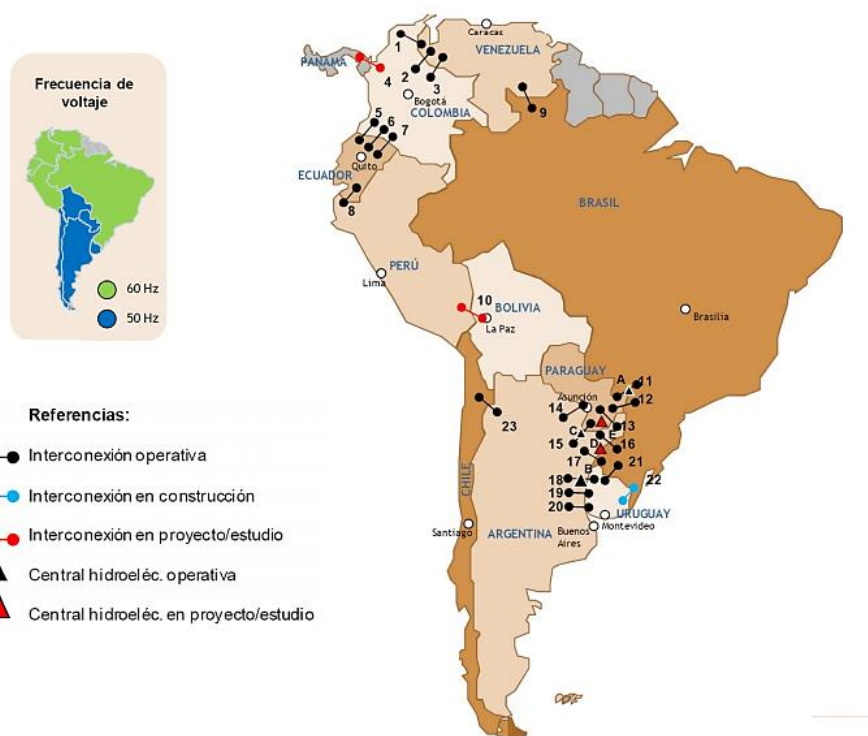 Frecuencia de
voltaje
60 Hz
50 Hz
Referencias:
Interconexión operativa
Interconexión en construcción
Interconexión en proyecto/estudio
Central hidroeléc. operativa
Central hidroeléc. en proyecto/estudio
Caracas
VENEZUELA
1
PANAMA
2
3
4
Bogotá
COLOMBIA
9
5
6
7
Quito
ECUADOR
8
BRASIL
PERÚ
Lima
10
BOLIVIA
La Paz
Brasilia
PARAGUAY
A
11
Asunción
12
14
13
C
E
23
15
D
16
17
21
B
18
22
19
CHILE
20
URUGUAY
Santiago
ARGENTINA
Buenos
Aires
Montevideo